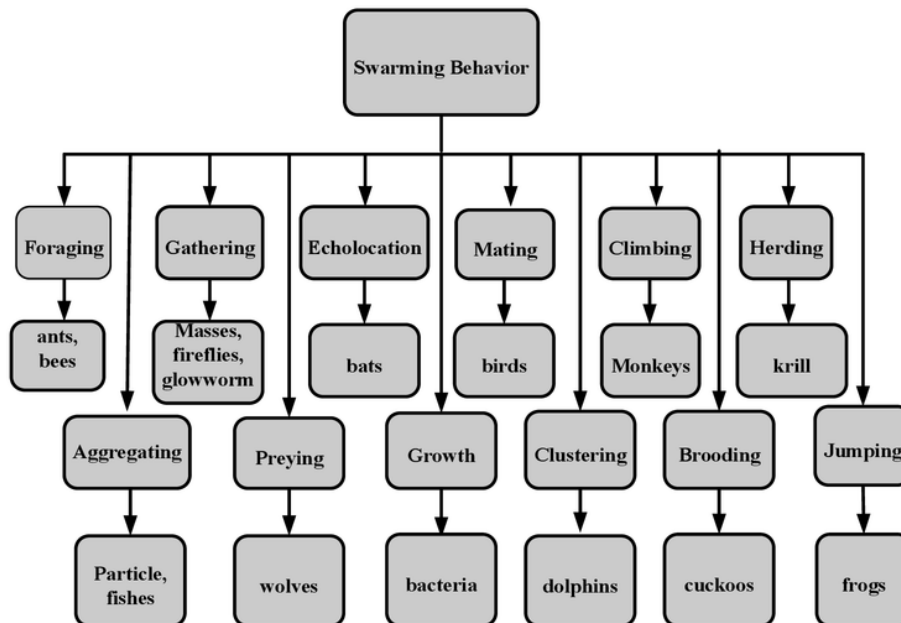 Swarming Behavior
Foraging
Gathering
Echolocation
Mating
Climbing
Herding
ants,
bees
Masses,
fireflies,
glowworm
bats
birds
Monkeys
krill
Aggregating
Preying
Growth
Clustering
Brooding
Jumping
Particle,
fishes
wolves
bacteria
dolphins
cuckoos
frogs